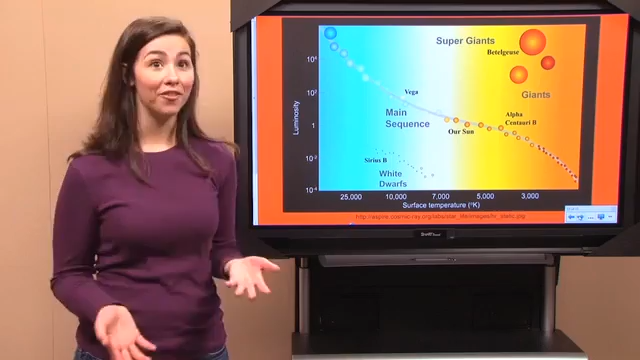 Super Giants
Betelgeuse
10⁴
10²
Vega
Giants
Luminosity
Main
Sequence
Alpha
Centauri B
1
Our Sun
Sirius B
10⁻²
White
Dwarfs
10⁻⁴
25,000 10,000 7,000 5,000 3,000
Surface temperature (°K)